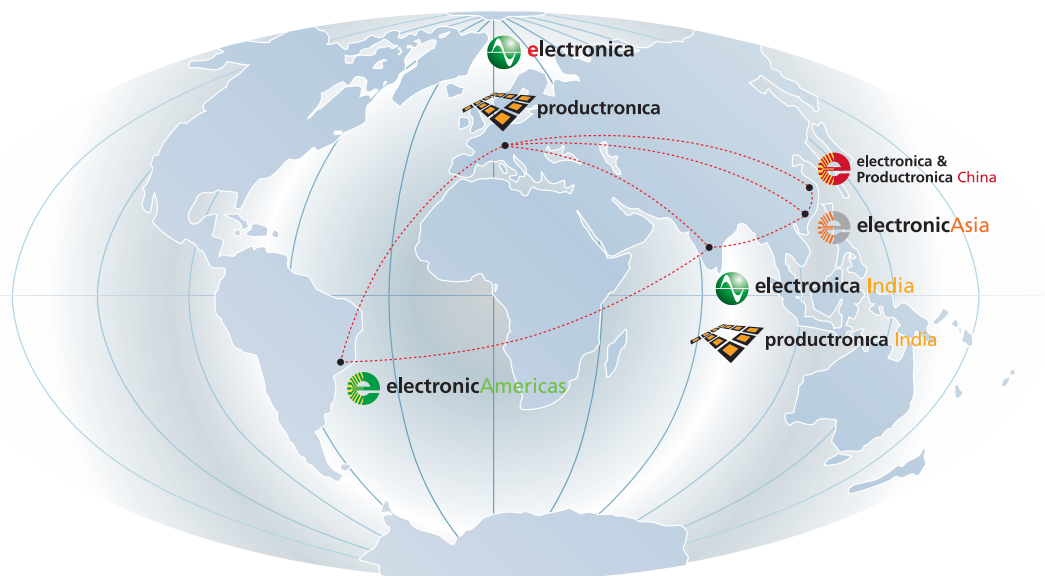 electronica
productronica
electronica &
Productronica China
electronicAsia
electronica India
productronica India
electronicAmericas